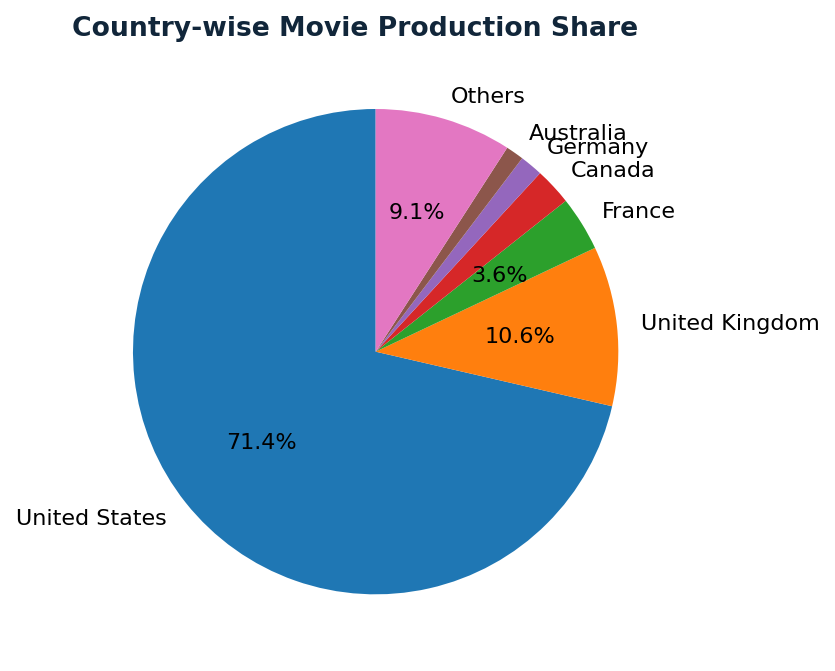 Country-wise Movie Production Share
Others
Australia
Germany
Canada
France
United Kingdom
United States
9.1%
3.6%
10.6%
71.4%